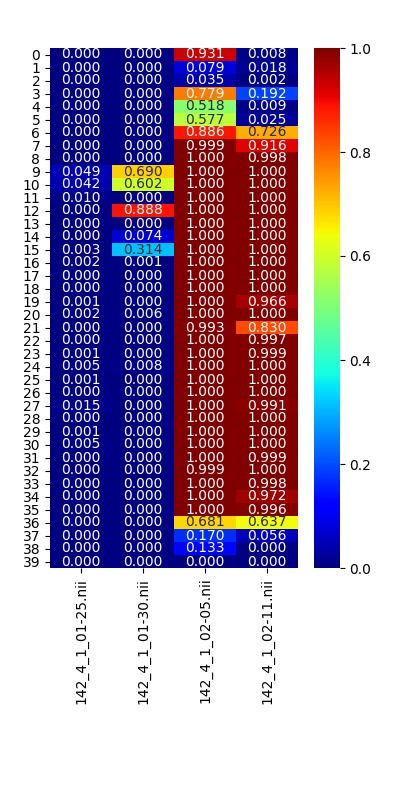 0 0.000 0.000 0.931 0.008
1 0.000 0.000 0.079 0.018
2 0.000 0.000 0.035 0.002
3 0.000 0.000 0.779 0.192
4 0.000 0.000 0.518 0.009
5 0.000 0.000 0.577 0.025
6 0.000 0.000 0.886 0.726
7 0.000 0.000 0.999 0.916
8 0.000 0.000 1.000 0.998
9 0.049 0.690 1.000 1.000
10 0.042 0.602 1.000 1.000
11 0.010 0.000 1.000 1.000
12 0.000 0.888 1.000 1.000
13 0.000 0.000 1.000 1.000
14 0.000 0.074 1.000 1.000
15 0.003 0.314 1.000 1.000
16 0.002 0.001 1.000 1.000
17 0.000 0.000 1.000 1.000
18 0.000 0.000 1.000 1.000
19 0.001 0.000 1.000 0.966
20 0.002 0.006 1.000 1.000
21 0.000 0.000 0.993 0.830
22 0.000 0.000 1.000 0.997
23 0.001 0.000 1.000 0.999
24 0.005 0.008 1.000 1.000
25 0.001 0.000 1.000 1.000
26 0.000 0.000 1.000 1.000
27 0.015 0.000 1.000 0.991
28 0.000 0.000 1.000 1.000
29 0.001 0.000 1.000 1.000
30 0.005 0.000 1.000 1.000
31 0.000 0.000 1.000 0.999
32 0.000 0.000 0.999 1.000
33 0.000 0.000 1.000 0.998
34 0.000 0.000 1.000 0.972
35 0.000 0.000 1.000 0.996
36 0.000 0.000 0.681 0.637
37 0.000 0.000 0.170 0.056
38 0.000 0.000 0.133 0.000
39 0.000 0.000 0.000 0.000
142_4_1_01-25.nii
142_4_1_01-30.nii
142_4_1_02-05.nii
142_4_1_02-11.nii
1.0
0.8
0.6
0.4
0.2
0.0